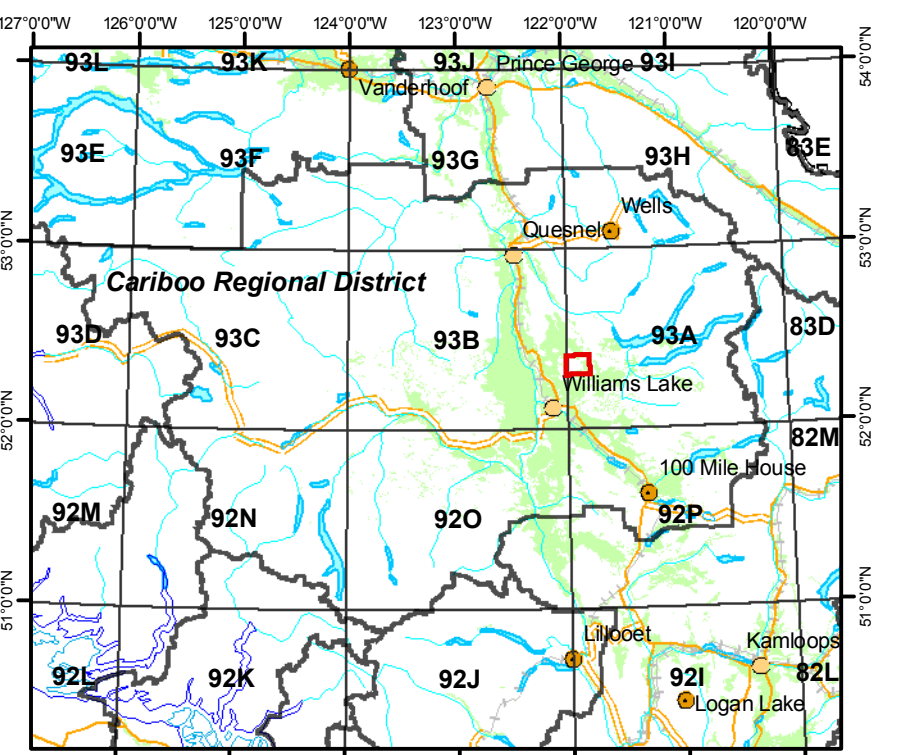 127°0'0"W 126°0'0"W 125°0'0"W 124°0'0"W 123°0'0"W 122°0'0"W 121°0'0"W 120°0'0"W
93L 93K 93J Prince George 93I
54°0'0"N
Vanderhoof
93E 93F 93G 93H 83E
Wells
Quesnel
53°0'0"N 53°0'0"N
Cariboo Regional District
93D 93C 93B 93A 83D
Williams Lake
52°0'0"N 52°0'0"N
82M
100 Mile House
92M 92N 92O 92P
51°0'0"N 51°0'0"N
Lillooet Kamloops
92L 92K 92J 92I 82L
Logan Lake